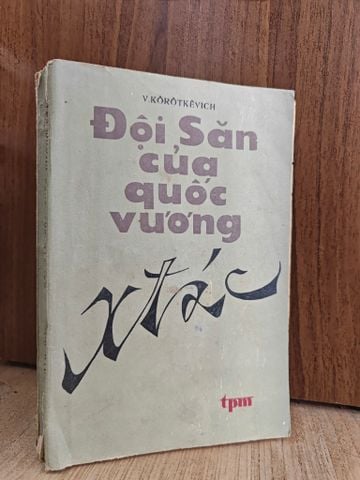 V.KÔRÔTKÊVICH
Đội Săn
của
quốc
vương
xtác
tpm